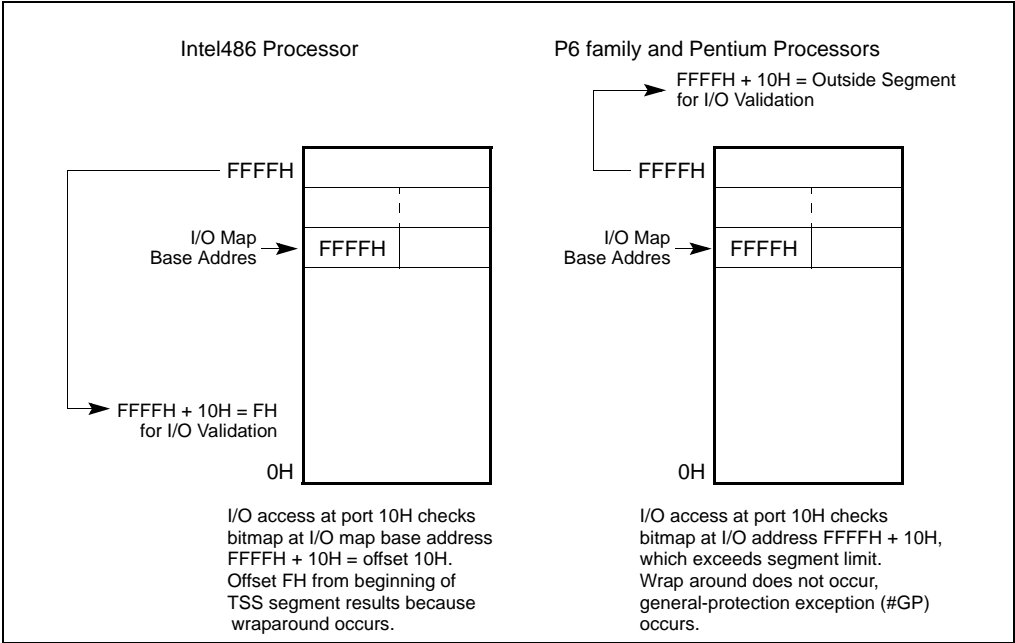 Intel486 Processor
FFFFH
I/O Map
Base Addres
FFFFH
FFFFH + 10H = FH
for I/O Validation
0H
I/O access at port 10H checks
bitmap at I/O map base address
FFFFH + 10H = offset 10H.
Offset FH from beginning of
TSS segment results because
wraparound occurs.
P6 family and Pentium Processors
FFFFH + 10H = Outside Segment
for I/O Validation
FFFFH
I/O Map
Base Addres
FFFFH
0H
I/O access at port 10H checks
bitmap at I/O address FFFFH + 10H,
which exceeds segment limit.
Wrap around does not occur,
general-protection exception (#GP)
occurs.